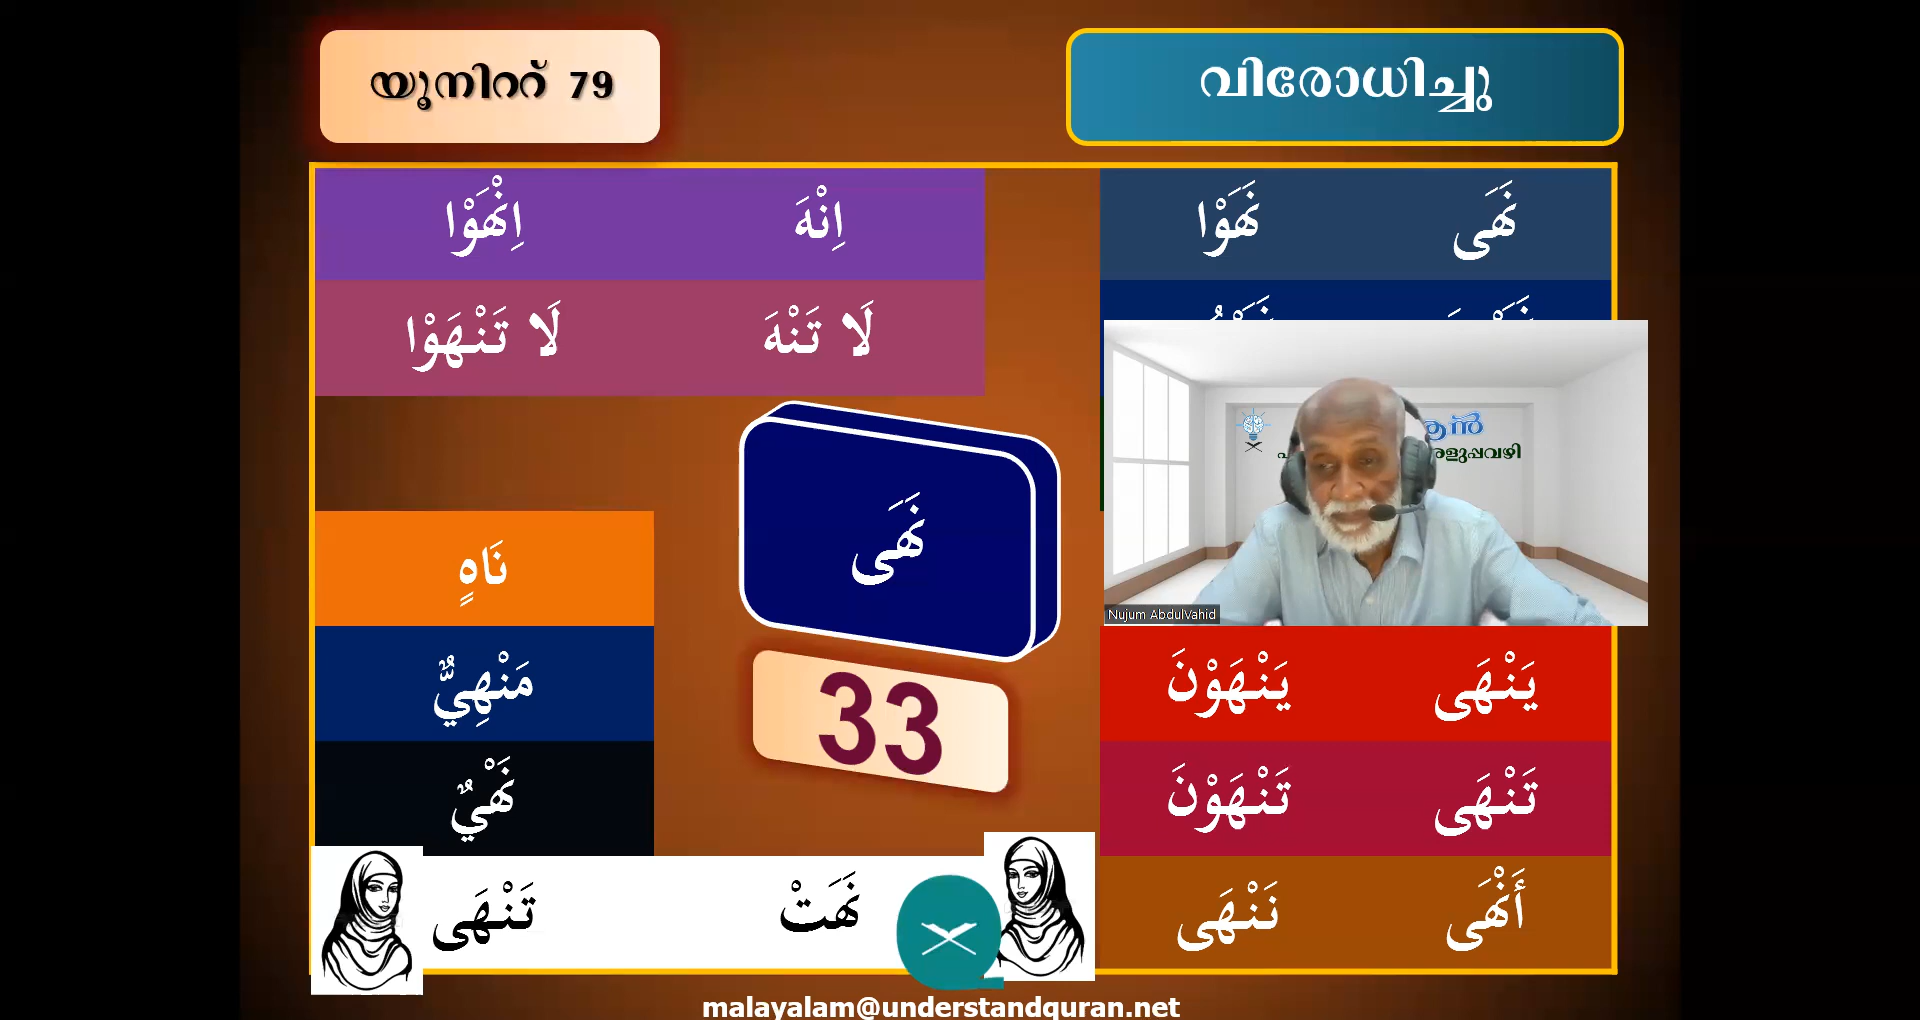 യൂനിററ് 79
വിരോധിച്ചു
نَهَى نَهَوْا
اِنْهَ اِنْهَوْا
لَا تَنْهَ لَا تَنْهَوْا
نَهَى
33
نَاهٍ
مَنْهِيٌّ
نَهْيٌ
يَنْهَى يَنْهَوْنَ
تَنْهَى تَنْهَوْنَ
أَنْهَى نَنْهَى
نَهَتْ تَنْهَى
Nujum AbdulVahid
malayalam@understandquran.net